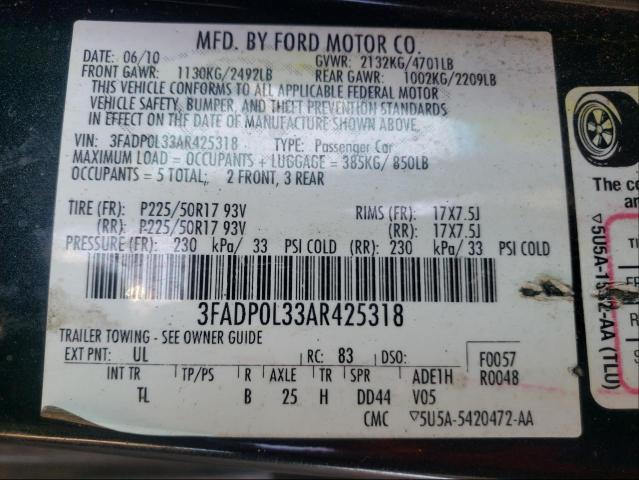 MFD. BY FORD MOTOR CO.
DATE: 06/10 GVWR: 2132KG/4701LB
FRONT GAWR: 1130KG/2492LB REAR GAWR: 1002KG/2209LB
THIS VEHICLE CONFORMS TO ALL APPLICABLE FEDERAL MOTOR
VEHICLE SAFETY, BUMPER, AND THEFT PREVENTION STANDARDS
IN EFFECT ON THE DATE OF MANUFACTURE SHOWN ABOVE.
VIN: 3FADP0L33AR425318 TYPE: Passenger Car
MAXIMUM LOAD = OCCUPANTS + LUGGAGE = 385KG/ 850LB
OCCUPANTS = 5 TOTAL; 2 FRONT, 3 REAR
TIRE (FR): P225/50R17 93V RIMS (FR): 17X7.5J
(RR): P225/50R17 93V (RR): 17X7.5J
PRESSURE (FR): 230 kPa/ 33 PSI COLD (RR): 230 kPa/ 33 PSI COLD
3FADP0L33AR425318
TRAILER TOWING - SEE OWNER GUIDE
EXT PNT: UL RC: 83 DSO: F0057
INT TR TP/PS R AXLE TR SPR ADE1H R0048
TL B 25 H DD44 V05
CMC ▽5U5A-5420472-AA
The co
an